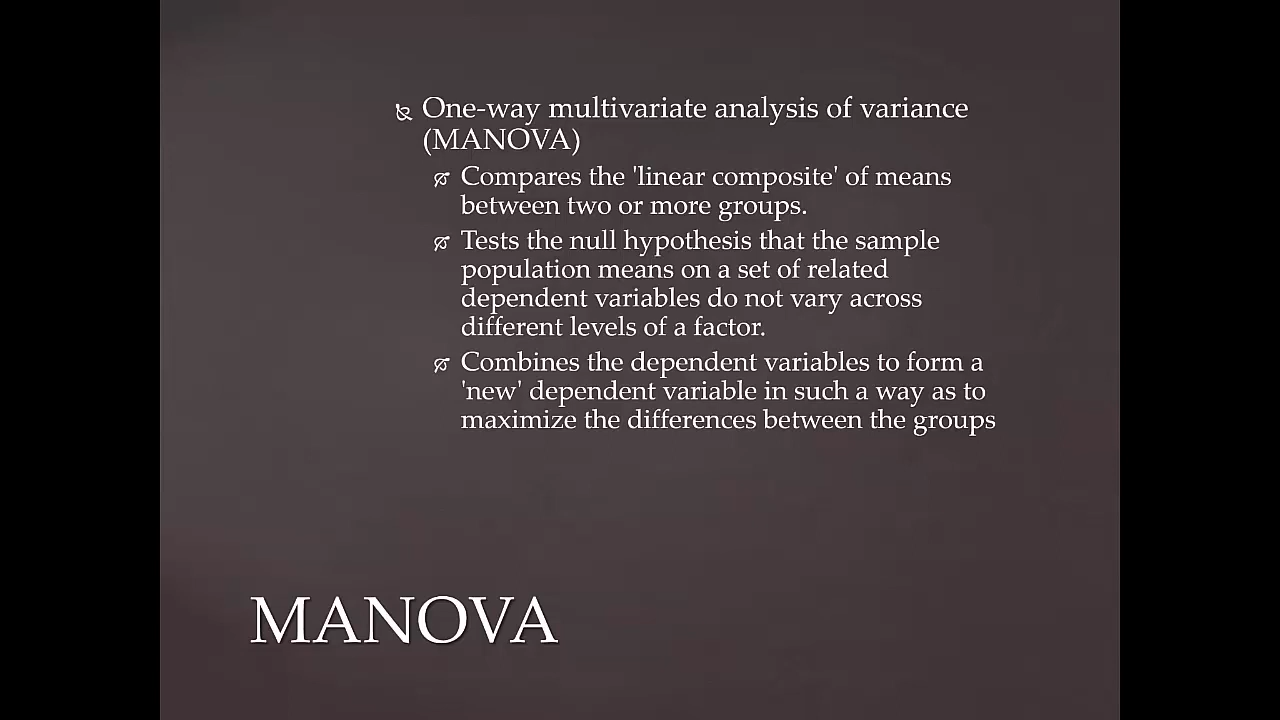 One-way multivariate analysis of variance
(MANOVA)
Compares the 'linear composite' of means
between two or more groups.
Tests the null hypothesis that the sample
population means on a set of related
dependent variables do not vary across
different levels of a factor.
Combines the dependent variables to form a
'new' dependent variable in such a way as to
maximize the differences between the groups
MANOVA